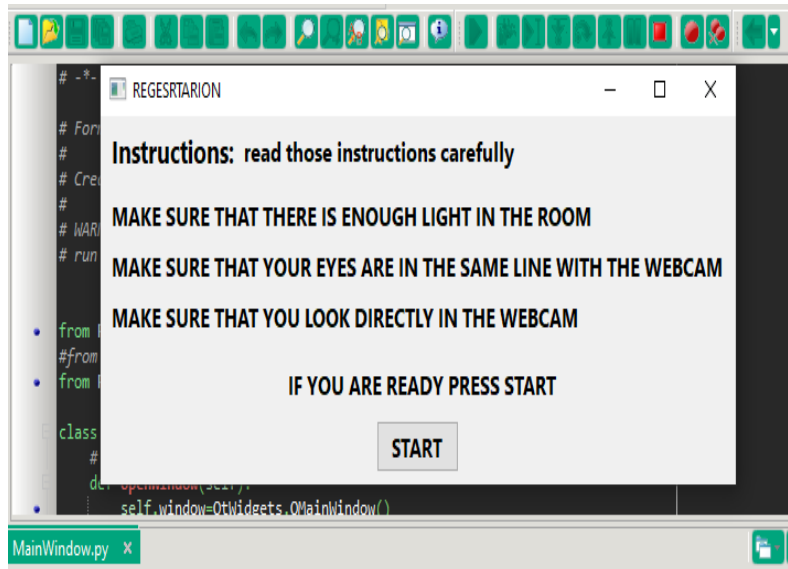 # -*-
REGESRTARION
# For
Instructions: read those instructions carefully
#
# Cre
#
MAKE SURE THAT THERE IS ENOUGH LIGHT IN THE ROOM
# WAR
# run
MAKE SURE THAT YOUR EYES ARE IN THE SAME LINE WITH THE WEBCAM
MAKE SURE THAT YOU LOOK DIRECTLY IN THE WEBCAM
from
#from
from
IF YOU ARE READY PRESS START
class
START
#
self.window=QtWidgets.QMainWindow()
MainWindow.py ×